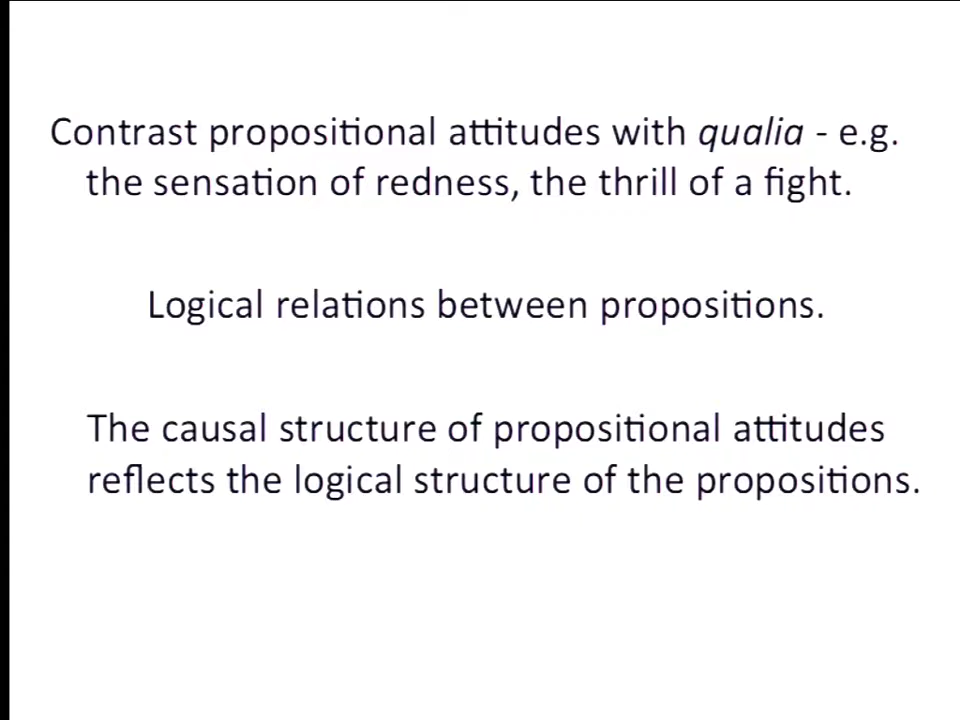 Contrast propositional attitudes with qualia - e.g.
the sensation of redness, the thrill of a fight.
Logical relations between propositions.
The causal structure of propositional attitudes
reflects the logical structure of the propositions.